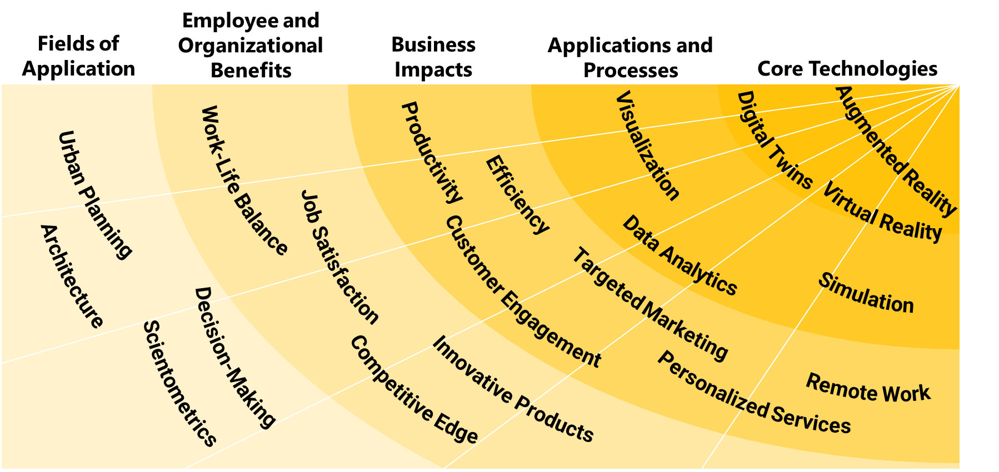 Fields of
Application
Employee and
Organizational
Benefits
Business
Impacts
Applications and
Processes
Core Technologies
Urban Planning
Architecture
Scientometrics
Decision-Making
Work-Life Balance
Job Satisfaction
Competitive Edge
Innovative Products
Productivity
Efficiency
Customer Engagement
Targeted Marketing
Personalized Services
Remote Work
Visualization
Data Analytics
Simulation
Digital Twins
Virtual Reality
Augmented Reality